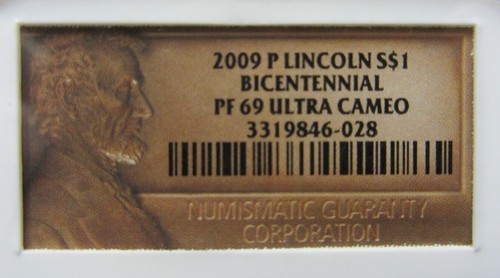 2009 P LINCOLN S$1
BICENTENNIAL
PF 69 ULTRA CAMEO
3319846-028
NUMISMATIC GUARANTY
CORPORATION